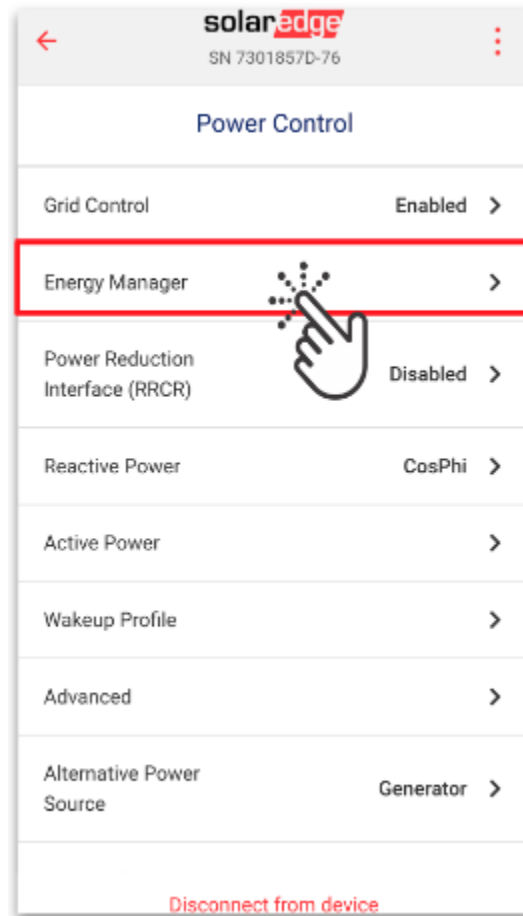 solaredge
SN 7301857D-76
Power Control
Grid Control Enabled
Energy Manager
Power Reduction
Interface (RRCR) Disabled
Reactive Power CosPhi
Active Power
Wakeup Profile
Advanced
Alternative Power
Source Generator
Disconnect from device